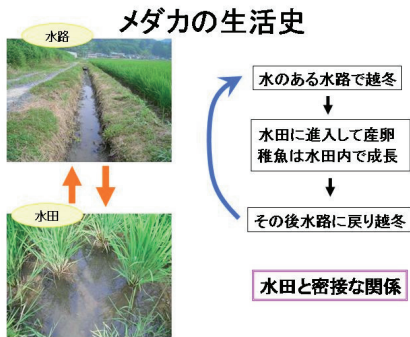 メダカの生活史
水路
水のある水路で越冬
水田に進入して産卵
稚魚は水田内で成長
水田
その後水路に戻り越冬
水田と密接な関係